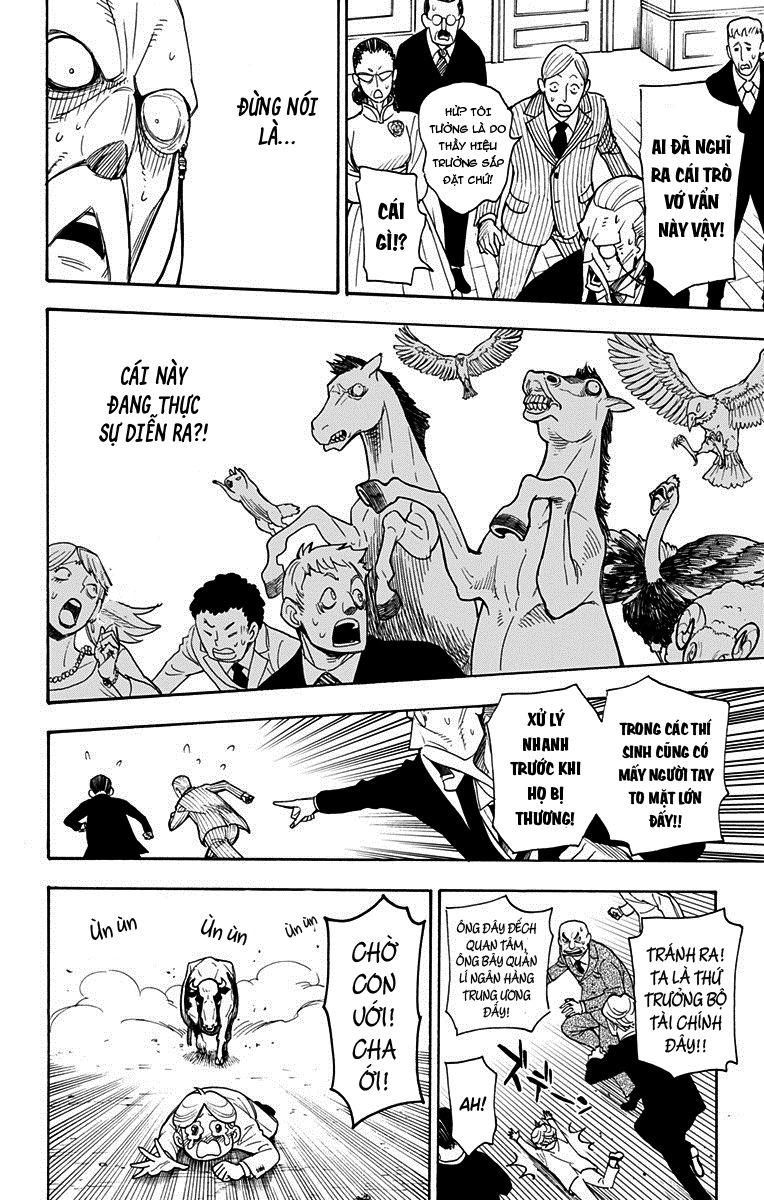 AI ĐÃ NGHĨ
RA CÁI TRÒ
VỚ VẨN
NÀY VẬY!
HỬP TÔI
TƯỞNG LÀ DO
THẦY HIỆU
TRƯỞNG SẮP
ĐẶT CHỨ!
CÁI
GÌ!?
ĐỪNG NÓI
LÀ...
CÁI NÀY
ĐANG THỰC
SỰ DIỄN RA?!
TRONG CÁC THÍ
SINH CŨNG CÓ
MẤY NGƯỜI TAY
TO MẶT LỚN
ĐẤY!!
XỬ LÝ
NHANH
TRƯỚC KHI
HỌ BỊ
THƯƠNG!
TRÁNH RA!
TA LÀ THỨ
TRƯỞNG BỘ
TÀI CHÍNH
ĐÂY!!
ÔNG ĐÂY ĐẾCH
QUAN TÂM,
ÔNG BÂY QUẢN
LÍ NGÂN HÀNG
TRUNG ƯƠNG
ĐẤY!
AH!
CHỜ
CON
VỚI!
CHA
ƠI!
ÙN ÙN
ÙN ÙN
ÙN ÙN